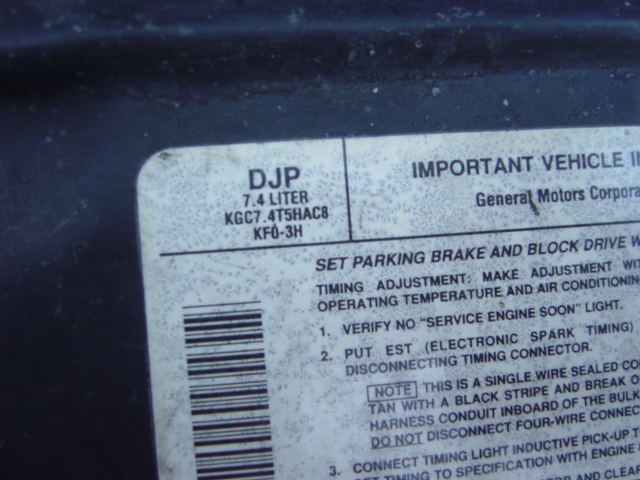 DJP
7.4 LITER
KGC7.4T5HAC8
KF0-3H
IMPORTANT VEHICLE
General Motors
SET PARKING BRAKE AND BLOCK DRIVE
TIMING ADJUSTMENT: MAKE ADJUSTMENT
OPERATING TEMPERATURE AND AIR CONDITIONING
1. VERIFY NO "SERVICE ENGINE SOON" LIGHT.
2. PUT EST (ELECTRONIC SPARK TIMING)
DISCONNECTING TIMING CONNECTOR.
NOTE THIS IS A SINGLE WIRE SEALED
TAN WITH A BLACK STRIPE AND BREAK
HARNESS CONDUIT INBOARD OF THE
DO NOT DISCONNECT FOUR-WIRE
3. CONNECT TIMING LIGHT INDUCTIVE PICK-UP
SET TIMING TO SPECIFICATION WITH ENGINE
AND CLEAR